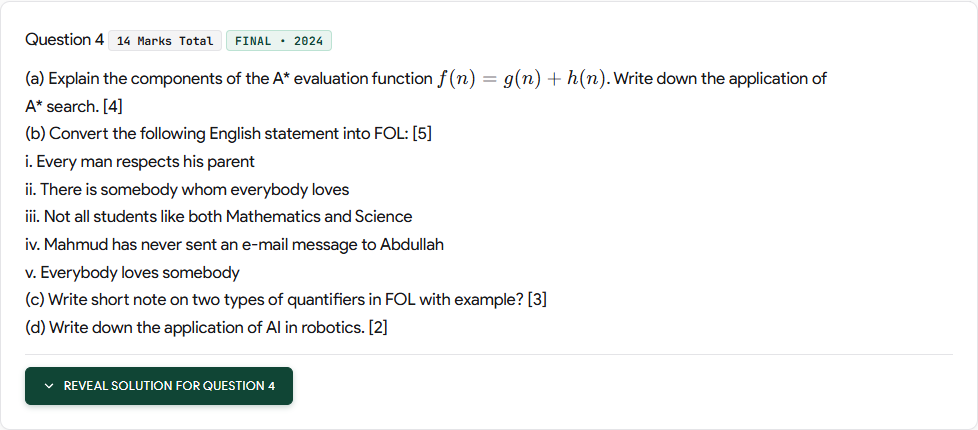 Question 4 14 Marks Total FINAL • 2024
(a) Explain the components of the A* evaluation function f(n) = g(n) + h(n). Write down the application of
A* search. [4]
(b) Convert the following English statement into FOL: [5]
i. Every man respects his parent
ii. There is somebody whom everybody loves
iii. Not all students like both Mathematics and Science
iv. Mahmud has never sent an e-mail message to Abdullah
v. Everybody loves somebody
(c) Write short note on two types of quantifiers in FOL with example? [3]
(d) Write down the application of AI in robotics. [2]
REVEAL SOLUTION FOR QUESTION 4